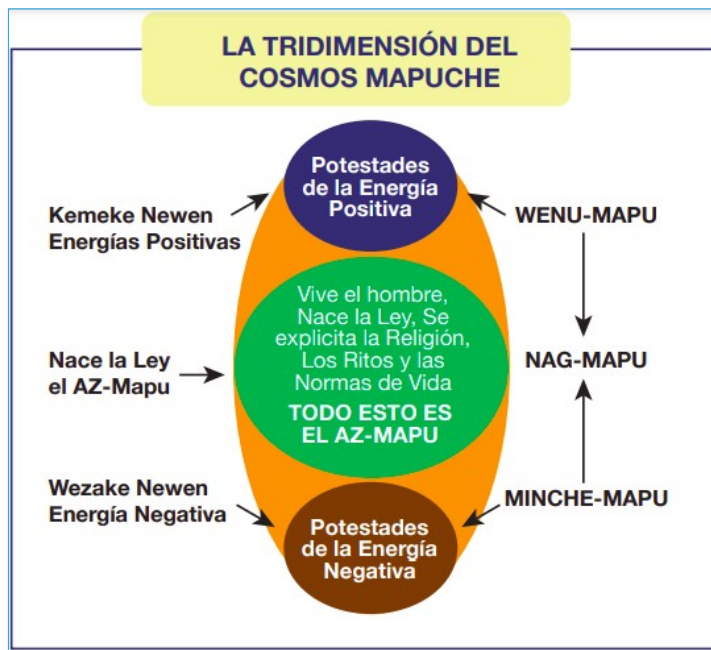 LA TRIDIMENSIÓN DEL
COSMOS MAPUCHE
Potestades
de la Energía
Positiva
Kemeke Newen
Energías Positivas
WENU-MAPU
Vive el hombre,
Nace la Ley, Se
explicita la Religión,
Los Ritos y las
Normas de Vida
TODO ESTO ES
EL AZ-MAPU
Nace la Ley
el AZ-Mapu
NAG-MAPU
Wezake Newen
Energía Negativa
MINCHE-MAPU
Potestades
de la Energía
Negativa